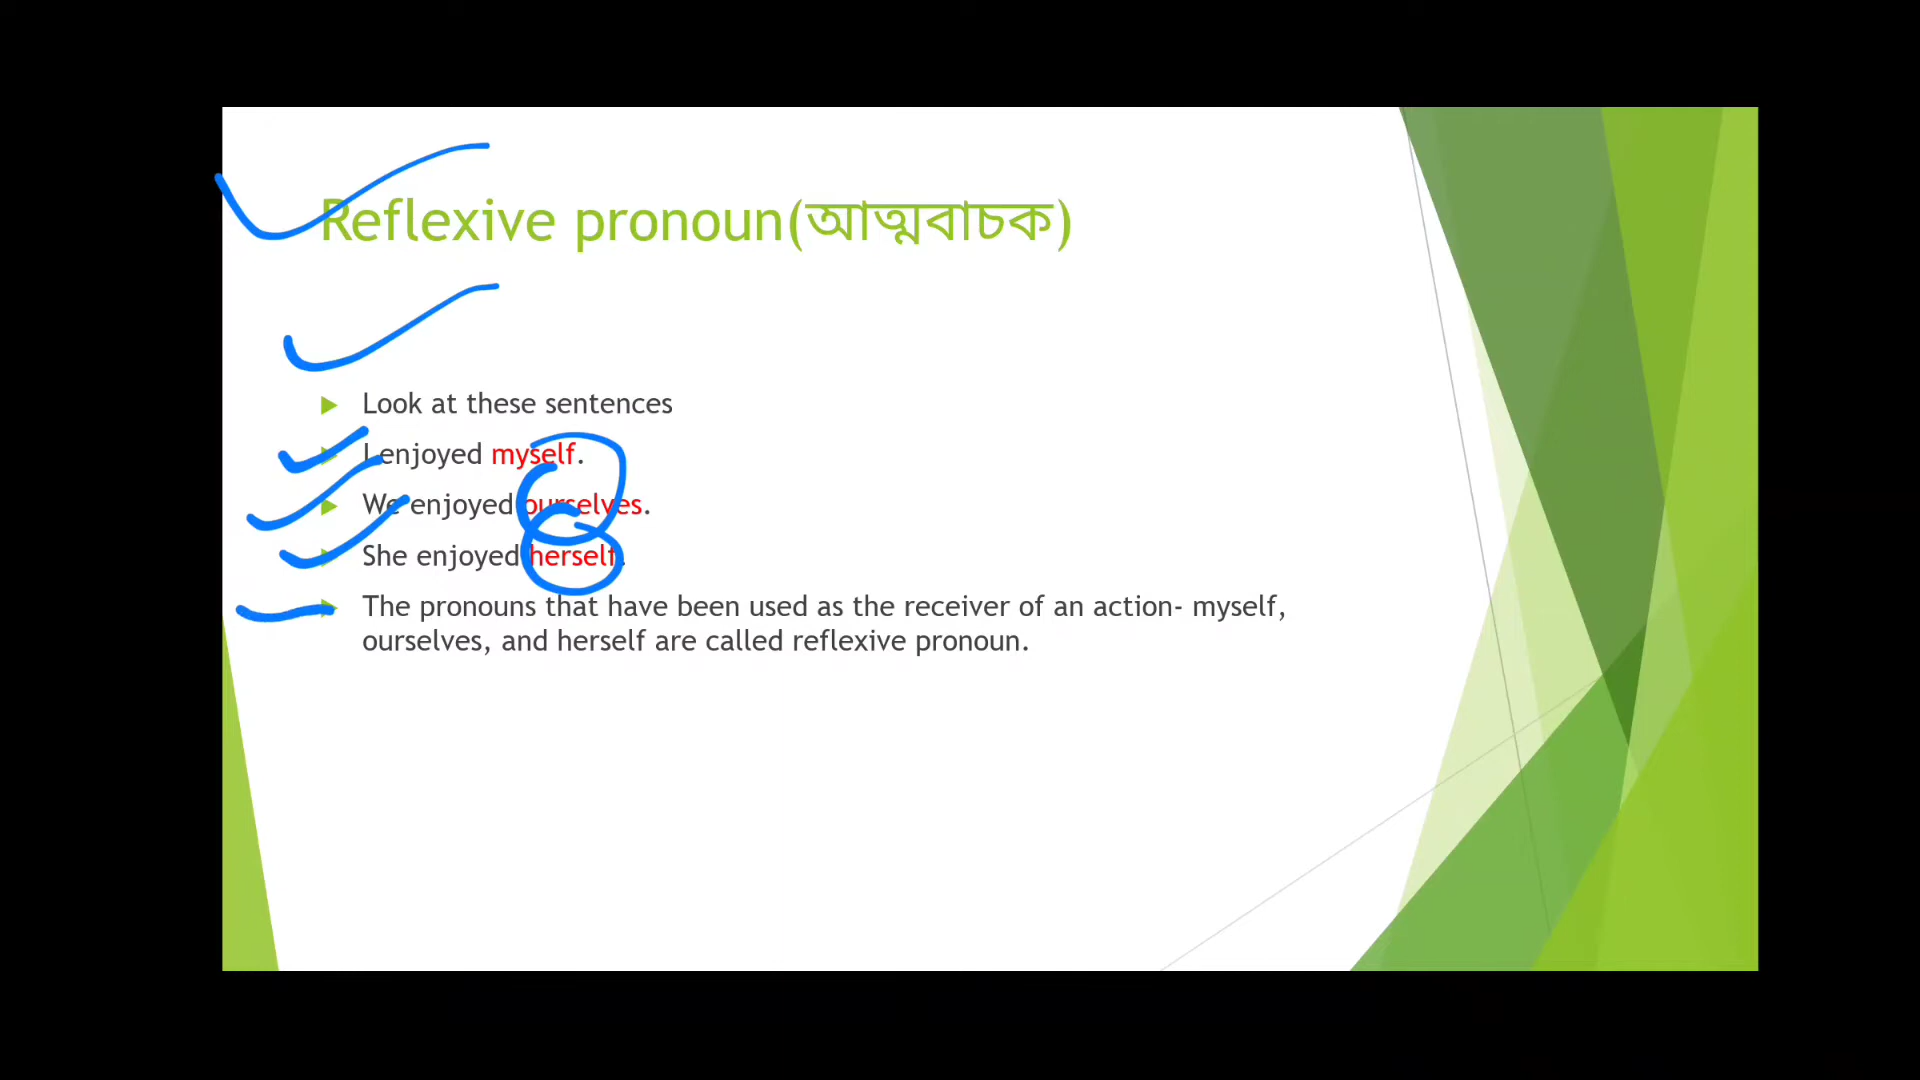 Reflexive pronoun(আত্মবাচক)
Look at these sentences
I enjoyed myself.
We enjoyed ourselves.
She enjoyed herself.
The pronouns that have been used as the receiver of an action- myself,
ourselves, and herself are called reflexive pronoun.